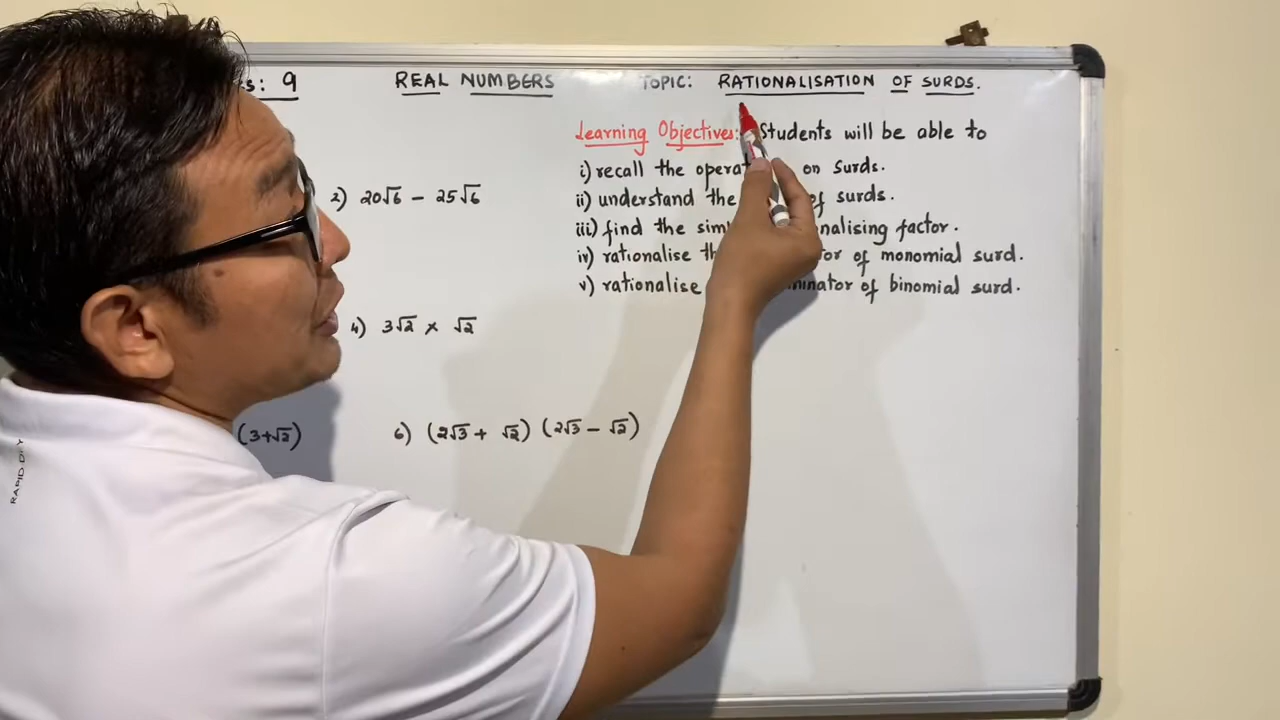 s: 9 REAL NUMBERS TOPIC: RATIONALISATION OF SURDS.
Learning Objectives: Students will be able to
i) recall the opera on Surds.
ii) understand the of surds.
iii) find the sim nalising factor.
iv) rationalise th tor of monomial surd.
v) rationalise minator of binomial surd.
2) 20√6 - 25√6
4) 3√2 × √2
(3+√2) 6) (2√3 + √2) (2√3 - √2)
RAPID DRY